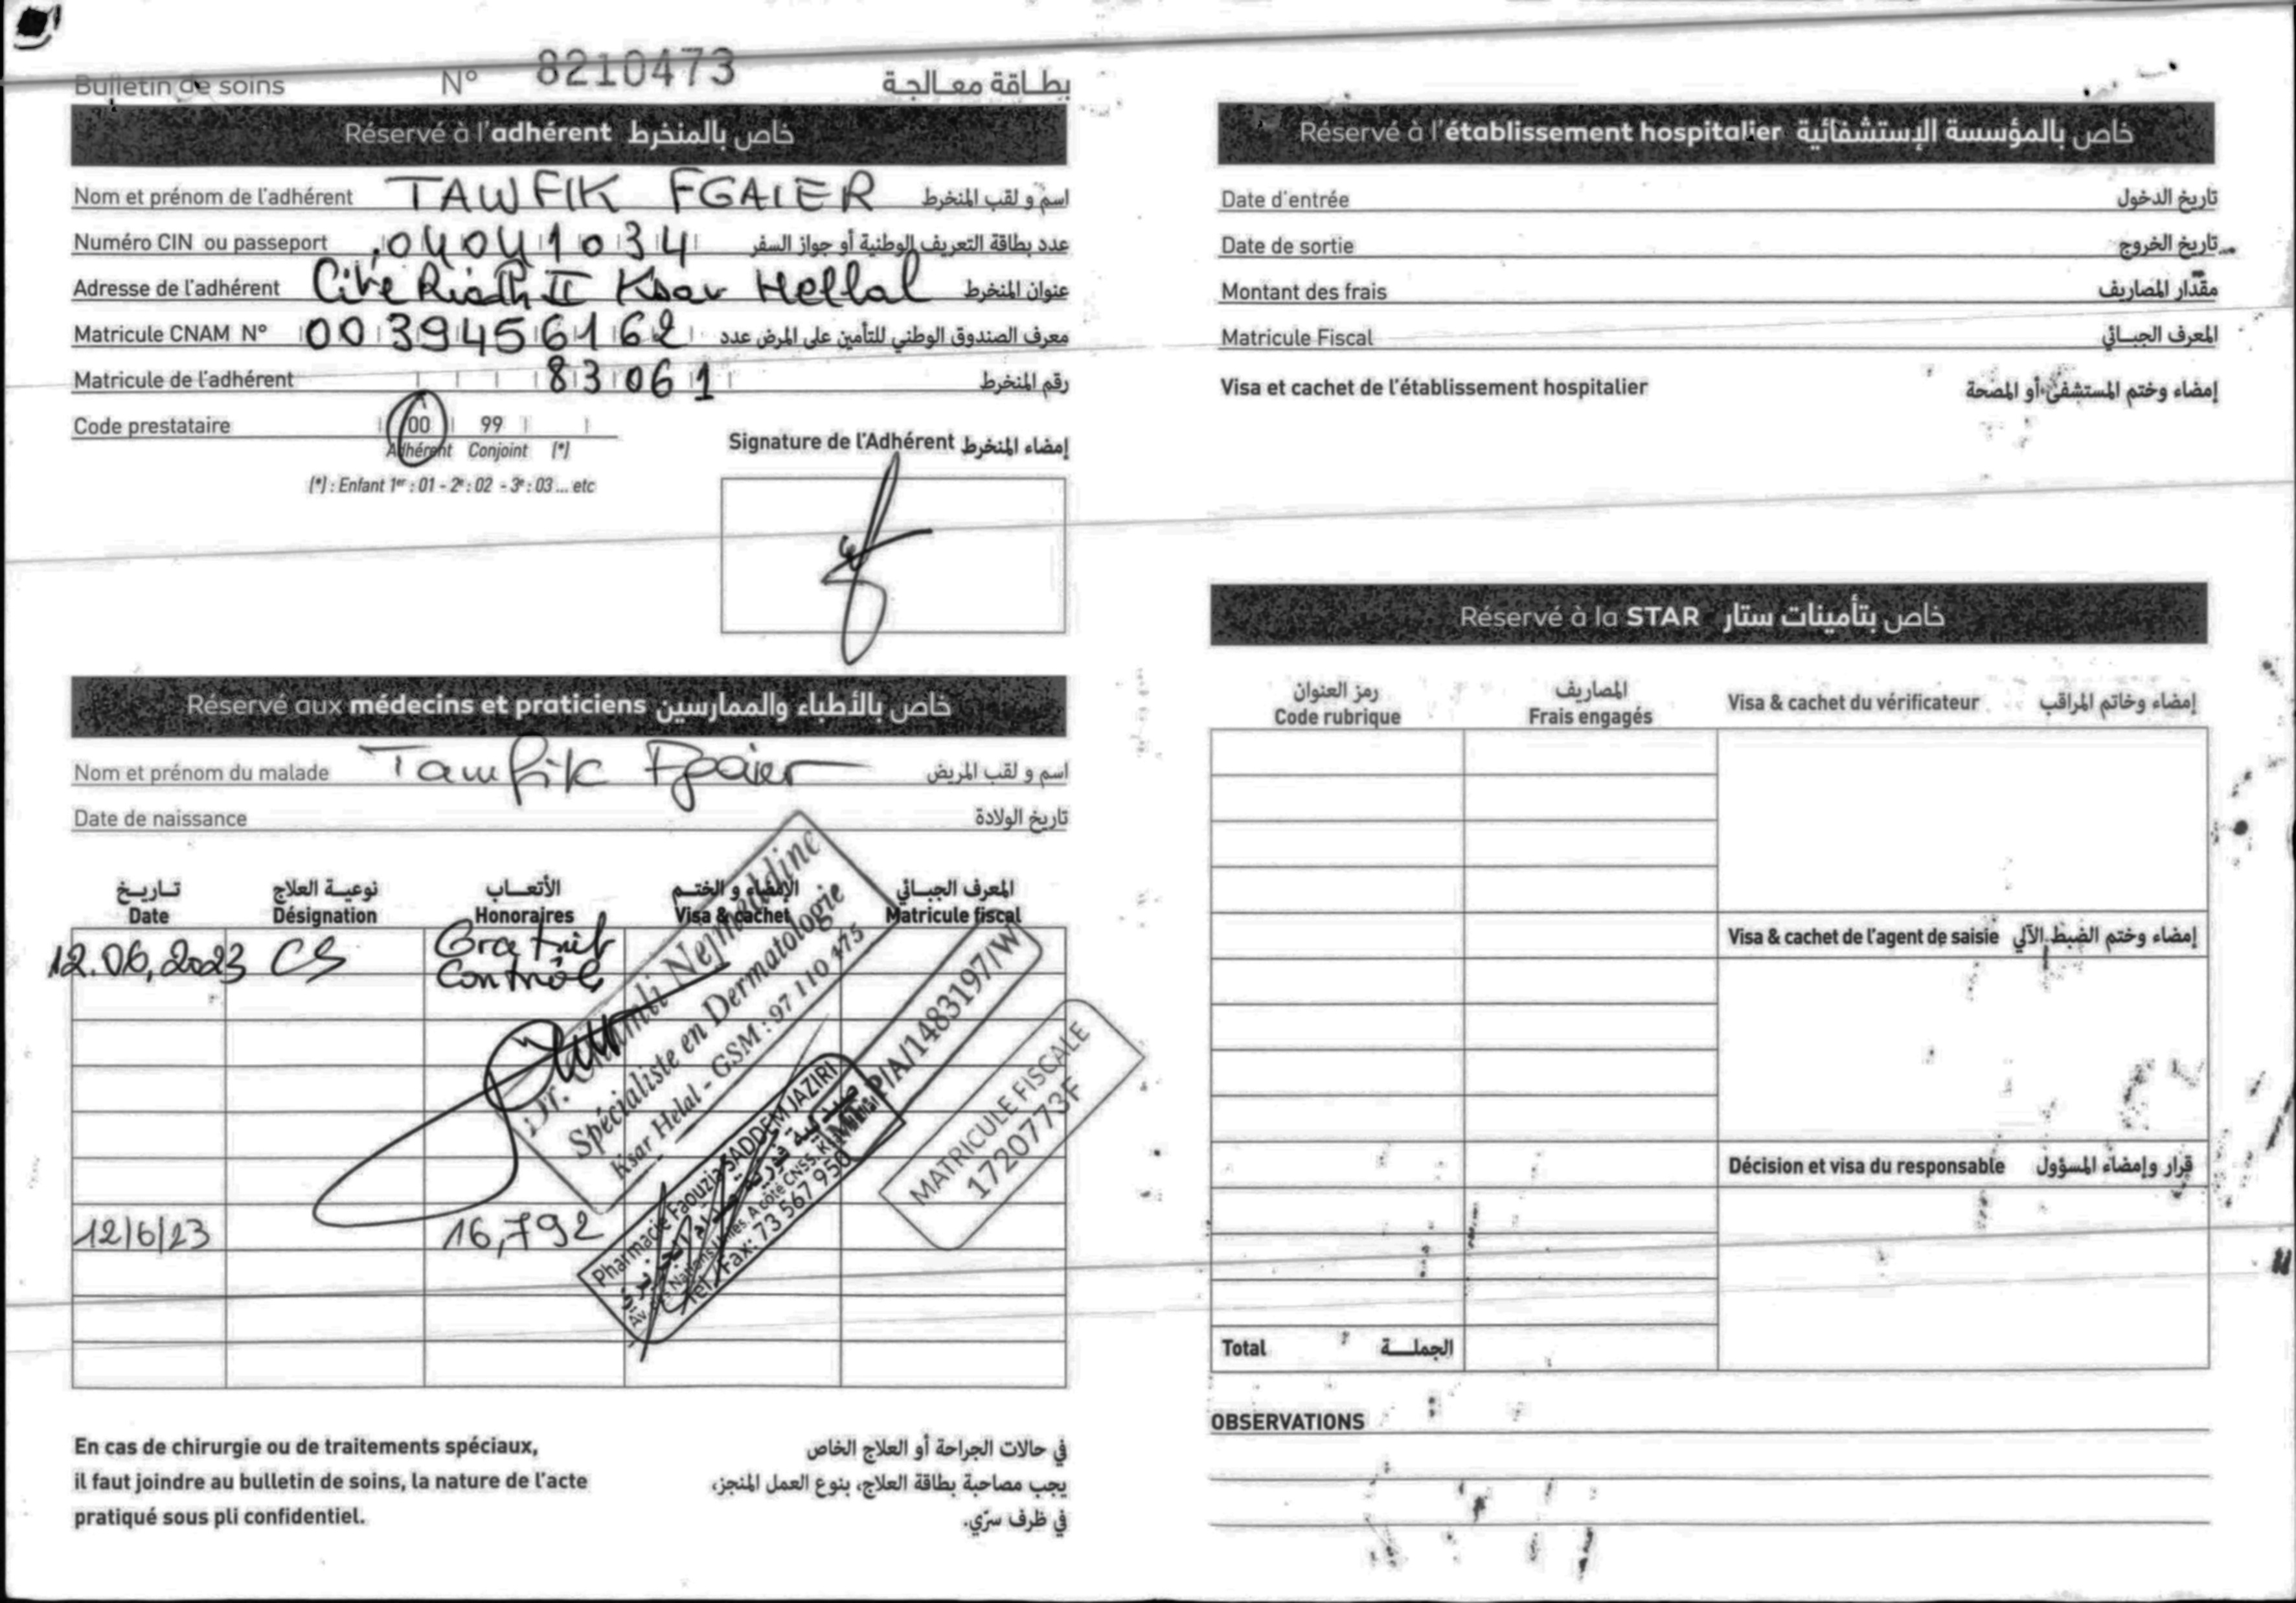 Bulletin de soins N° 8210473 بطاقة معالجة
Réservé à l'adhérent خاص بالمنخرط
Nom et prénom de l'adhérent TAWFIK FGAIER اسم و لقب المنخرط
Numéro CIN ou passeport 04041034 عدد بطاقة التعريف الوطنية أو جواز السفر
Adresse de l'adhérent Cité Riadh II Ksar Hellal عنوان المنخرط
Matricule CNAM N° 0039456162 معرف الصندوق الوطني للتأمين على المرض عدد
Matricule de l'adhérent 83061 رقم المنخرط
Code prestataire 00 99
Adhérent Conjoint (*)
(*) : Enfant 1er : 01 - 2e : 02 - 3e : 03 ... etc
Signature de l'Adhérent إمضاء المنخرط
Réservé aux médecins et praticiens خاص بالأطباء والممارسين
Nom et prénom du malade Tawfik Fgaier اسم و لقب المريض
Date de naissance تاريخ الولادة
تاريخ نوعية العلاج الأتعاب الإمضاء و الختم المعرف الجبائي
Date Désignation Honoraires Visa & cachet Matricule fiscal
12.06.2023 CS Gratuit
Contrôle
Nejmeddine
Spécialiste en Dermatologie
Ksar Helal - GSM : 97 110 175
P/A/1483197/W
12/6/23 16,792
Pharmacie Faouzia SADDEM JAZIRI
Tel / Fax: 73 567 950
MATRICULE FISCALE
1720773F
En cas de chirurgie ou de traitements spéciaux,
il faut joindre au bulletin de soins, la nature de l'acte
pratiqué sous pli confidentiel.
في حالات الجراحة أو العلاج الخاص
يجب مصاحبة بطاقة العلاج، بنوع العمل المنجز،
في ظرف سرّي.
Réservé à l'établissement hospitalier خاص بالمؤسسة الإستشفائية
Date d'entrée تاريخ الدخول
Date de sortie تاريخ الخروج
Montant des frais مقدار المصاريف
Matricule Fiscal المعرف الجبائي
Visa et cachet de l'établissement hospitalier إمضاء وختم المستشفى أو المصحة
Réservé à la STAR خاص بتأمينات ستار
رمز العنوان المصاريف
Code rubrique Frais engagés Visa & cachet du vérificateur إمضاء وخاتم المراقب
Visa & cachet de l'agent de saisie إمضاء وختم الضبط الآلي
Décision et visa du responsable قرار وإمضاء المسؤول
Total الجملة
OBSERVATIONS